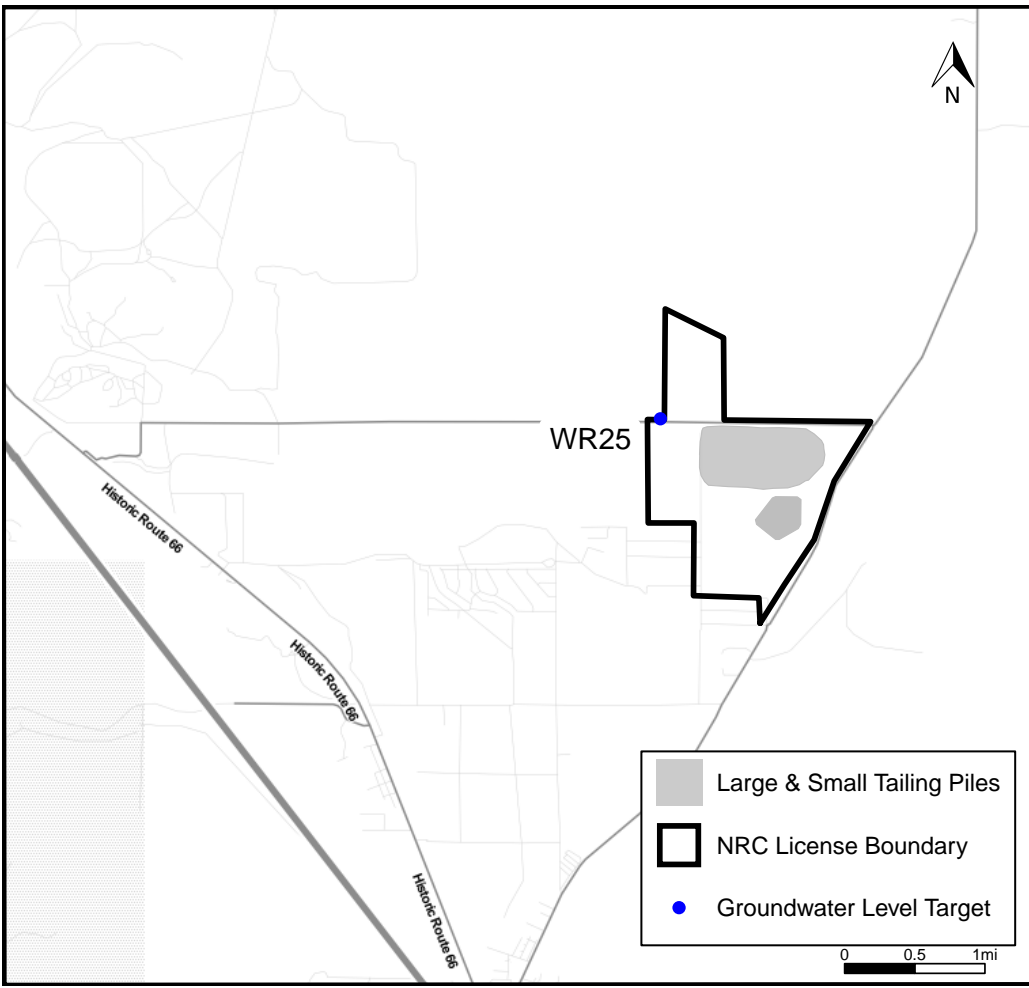 N
WR25
Historic Route 66
Historic Route 66
Historic Route 66
Large & Small Tailing Piles
NRC License Boundary
Groundwater Level Target
0 0.5 1mi